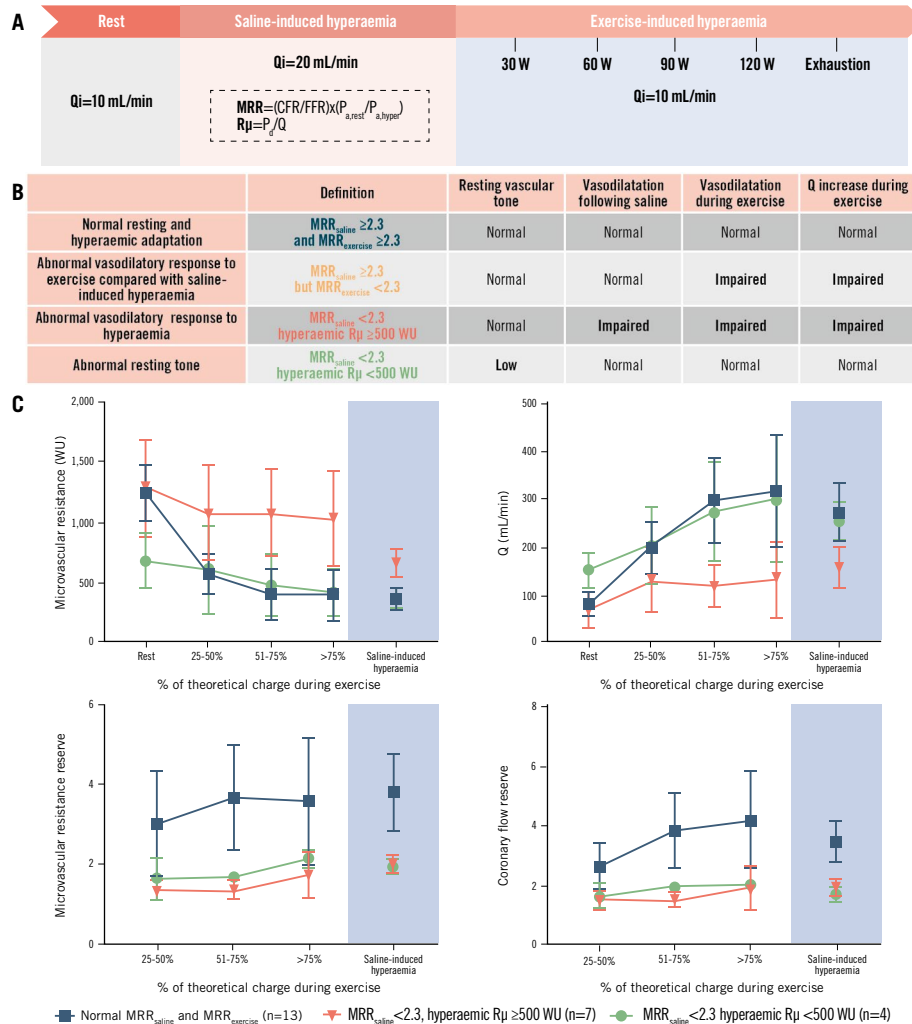 A
Rest
Saline-induced hyperaemia
Exercise-induced hyperaemia
Qi=10 mL/min
Qi=20 mL/min
MRR=(CFR/FFR)x(Pa,rest/Pa,hyper)
Rµ=Pd/Q
30 W
60 W
90 W
120 W
Exhaustion
Qi=10 mL/min
B
Definition
Resting vascular
tone
Vasodilatation
following saline
Vasodilatation
during exercise
Q increase during
exercise
Normal resting and
hyperaemic adaptation
MRRsaline ≥2.3
and MRRexercise ≥2.3
Normal
Normal
Normal
Normal
Abnormal vasodilatory response to
exercise compared with saline-
induced hyperaemia
MRRsaline ≥2.3
but MRRexercise <2.3
Normal
Normal
Impaired
Impaired
Abnormal vasodilatory response to
hyperaemia
MRRsaline <2.3
hyperaemic Rµ ≥500 WU
Normal
Impaired
Impaired
Impaired
Abnormal resting tone
MRRsaline <2.3
hyperaemic Rµ <500 WU
Low
Normal
Normal
Normal
C
Microvascular resistance (WU)
2,000
1,500
1,000
500
0
Rest
25-50%
51-75%
>75%
Saline-induced
hyperaemia
% of theoretical charge during exercise
Q (mL/min)
500
400
300
200
100
0
Rest
25-50%
51-75%
>75%
Saline-induced
hyperaemia
% of theoretical charge during exercise
Microvascular resistance reserve
6
4
2
0
25-50%
51-75%
>75%
Saline-induced
hyperaemia
% of theoretical charge during exercise
Coronary flow reserve
8
6
4
2
0
25-50%
51-75%
>75%
Saline-induced
hyperaemia
% of theoretical charge during exercise
Normal MRRsaline and MRRexercise (n=13)
MRRsaline<2.3, hyperaemic Rµ ≥500 WU (n=7)
MRRsaline<2.3 hyperaemic Rµ <500 WU (n=4)